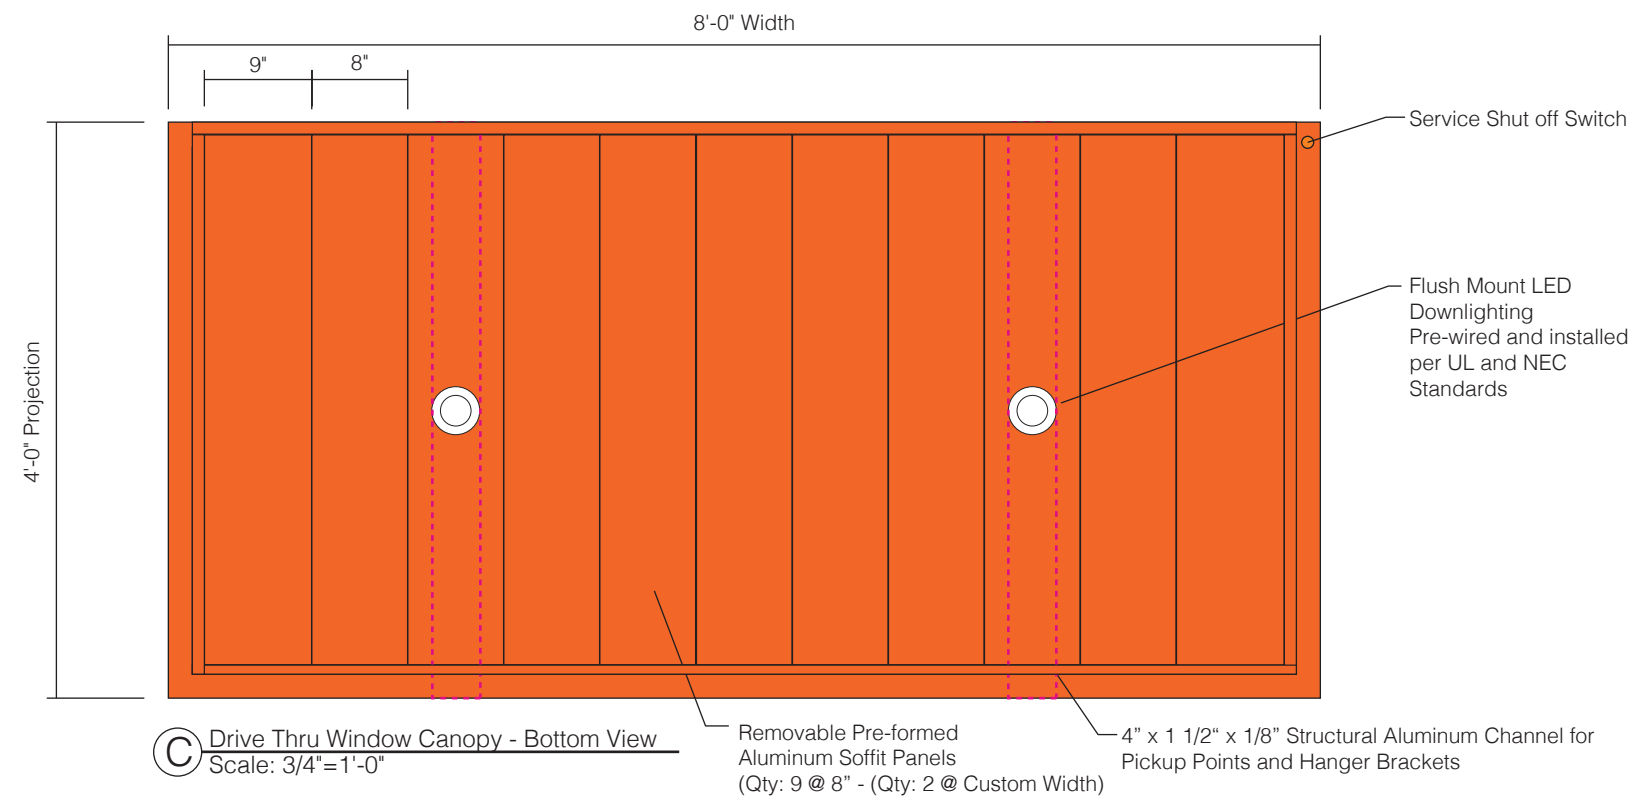 8'-0" Width
9"
8"
Service Shut off Switch
Flush Mount LED
Downlighting
Pre-wired and installed
per UL and NEC
Standards
4'-0" Projection
C
Drive Thru Window Canopy - Bottom View
Scale: 3/4"=1'-0"
Removable Pre-formed
Aluminum Soffit Panels
(Qty: 9 @ 8” - (Qty: 2 @ Custom Width)
4” x 1 1/2“ x 1/8” Structural Aluminum Channel for
Pickup Points and Hanger Brackets